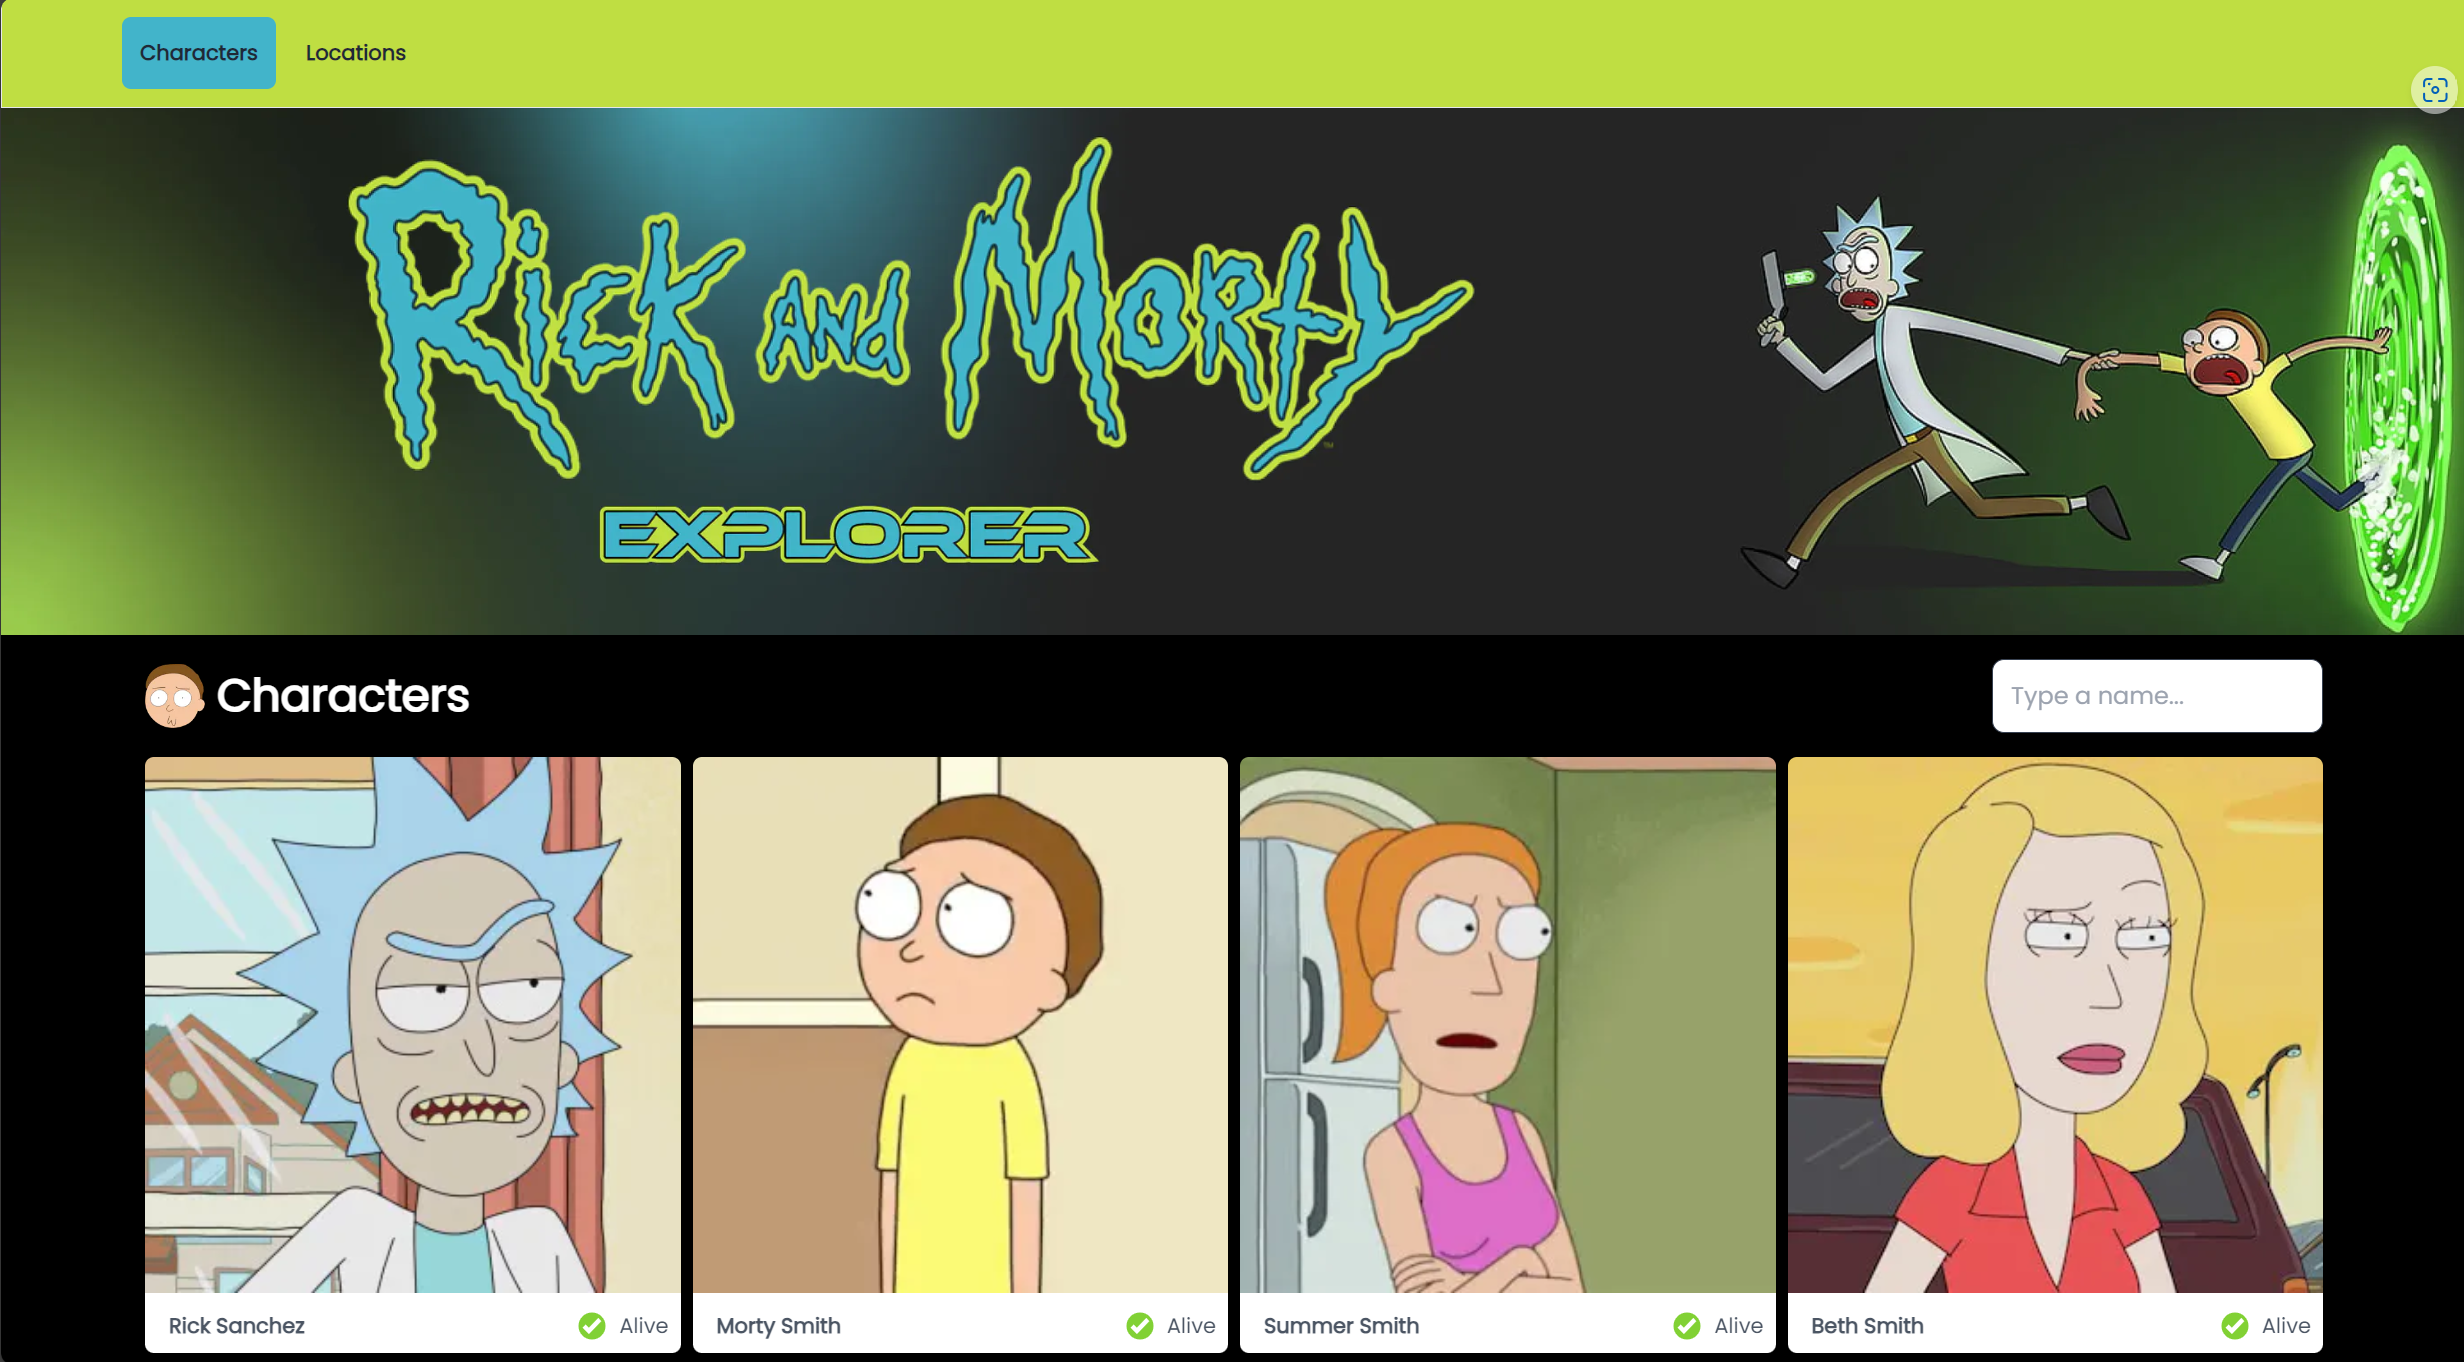 Characters
Locations
RICK AND MORTY
TM
EXPLORER
Characters
Type a name...
Rick Sanchez
Alive
Morty Smith
Alive
Summer Smith
Alive
Beth Smith
Alive